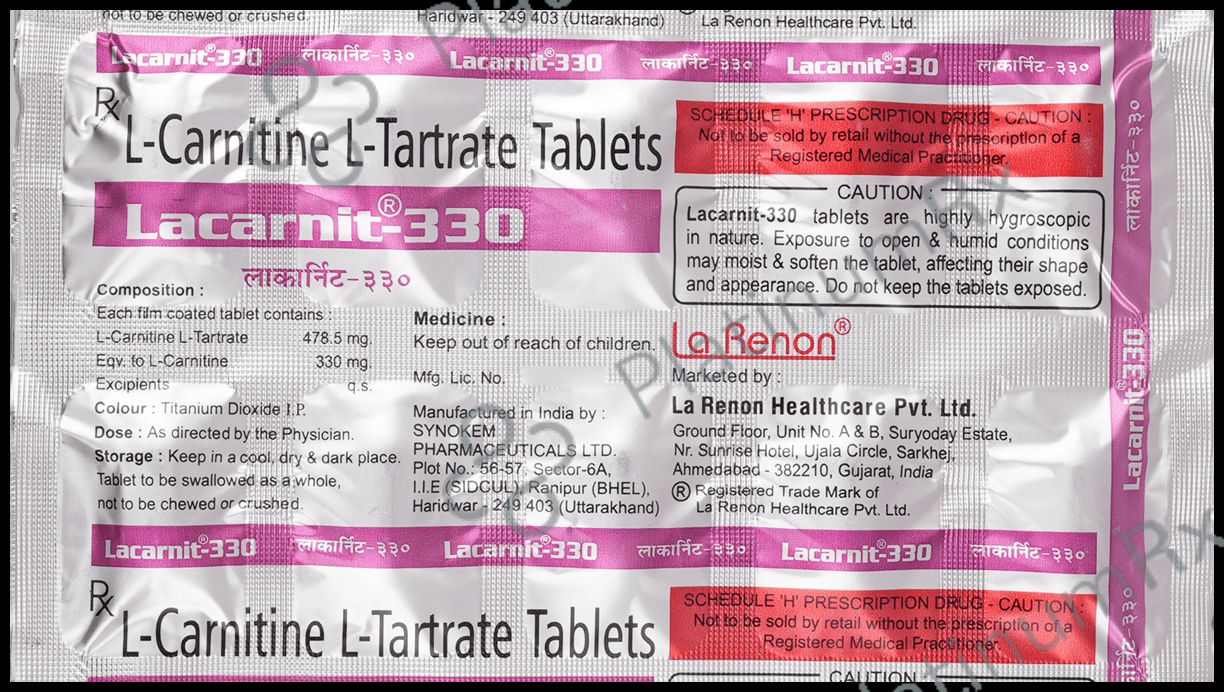 not to be chewed or crushed.
Haridwar - 249 403 (Uttarakhand)
®
La Renon Healthcare Pvt. Ltd.
Lacarnit®-330 लाकार्निट-३३० Lacarnit®-330 लाकार्निट-३३० Lacarnit®-330 लाकार्निट-३३०
Rx
L-Carnitine L-Tartrate Tablets
Lacarnit®-330
लाकार्निट-३३०
SCHEDULE 'H' PRESCRIPTION DRUG - CAUTION :
Not to be sold by retail without the prescription of a
Registered Medical Practitioner.
CAUTION :
Lacarnit-330 tablets are highly hygroscopic
in nature. Exposure to open & humid conditions
may moist & soften the tablet, affecting their shape
and appearance. Do not keep the tablets exposed.
Composition :
Each film coated tablet contains :
L-Carnitine L-Tartrate 478.5 mg.
Eqv. to L-Carnitine 330 mg.
Excipients q.s.
Colour : Titanium Dioxide I.P.
Dose : As directed by the Physician.
Storage : Keep in a cool, dry & dark place.
Tablet to be swallowed as a whole,
not to be chewed or crushed.
Medicine :
Keep out of reach of children.
Mfg. Lic. No.
Manufactured in India by :
SYNOKEM
PHARMACEUTICALS LTD.
Plot No.: 56-57, Sector-6A,
I.I.E (SIDCUL), Ranipur (BHEL),
Haridwar - 249 403 (Uttarakhand)
La Renon®
Marketed by :
La Renon Healthcare Pvt. Ltd.
Ground Floor, Unit No. A & B, Suryoday Estate,
Nr. Sunrise Hotel, Ujala Circle, Sarkhej,
Ahmedabad - 382210, Gujarat, India
® Registered Trade Mark of
La Renon Healthcare Pvt. Ltd.
लाकार्निट-३३०
Lacarnit®-330
Lacarnit®-330 लाकार्निट-३३० Lacarnit®-330 लाकार्निट-३३० Lacarnit®-330 लाकार्निट-३३०
Rx
L-Carnitine L-Tartrate Tablets
SCHEDULE 'H' PRESCRIPTION DRUG - CAUTION :
Not to be sold by retail without the prescription of a
Registered Medical Practitioner.
CAUTION :
PlatinumRx
PlatinumRx